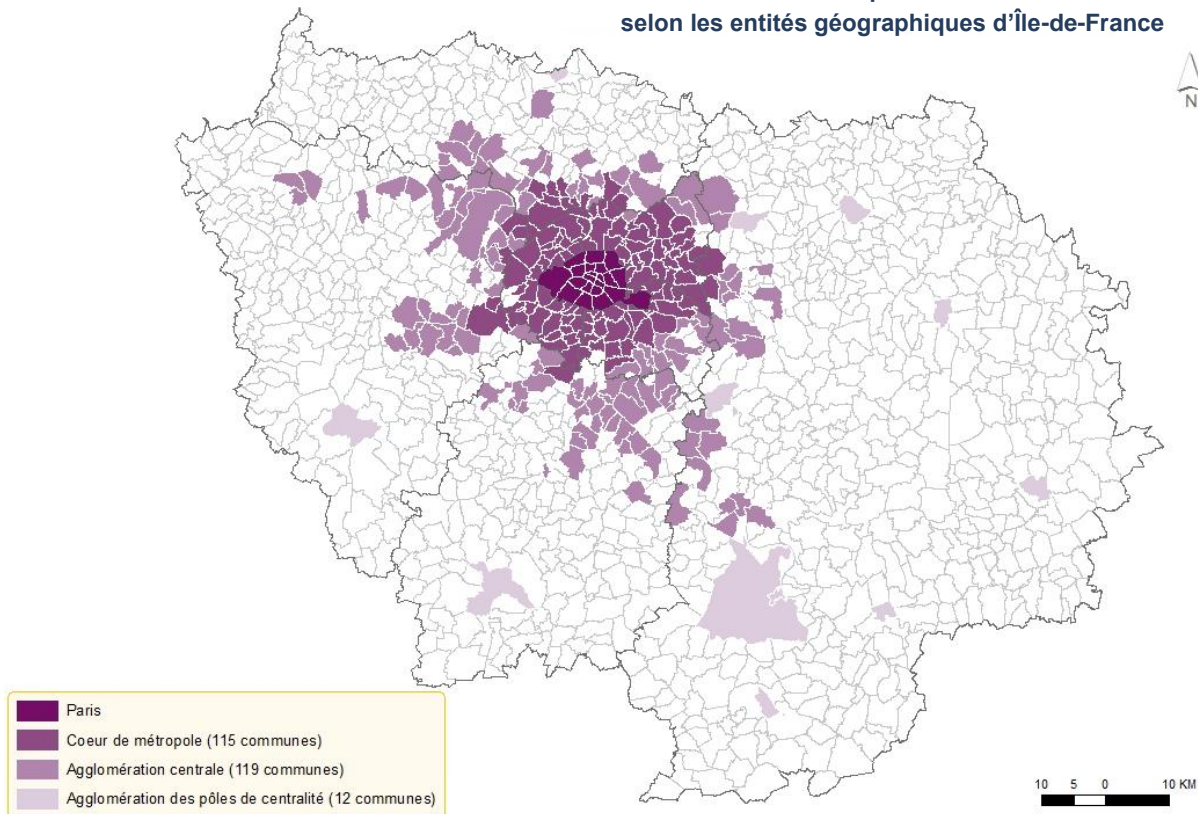 selon les entités géographiques d'Île-de-France
N
Paris
Coeur de métropole (115 communes)
Agglomération centrale (119 communes)
Agglomération des pôles de centralité (12 communes)
10 5 0 10 KM